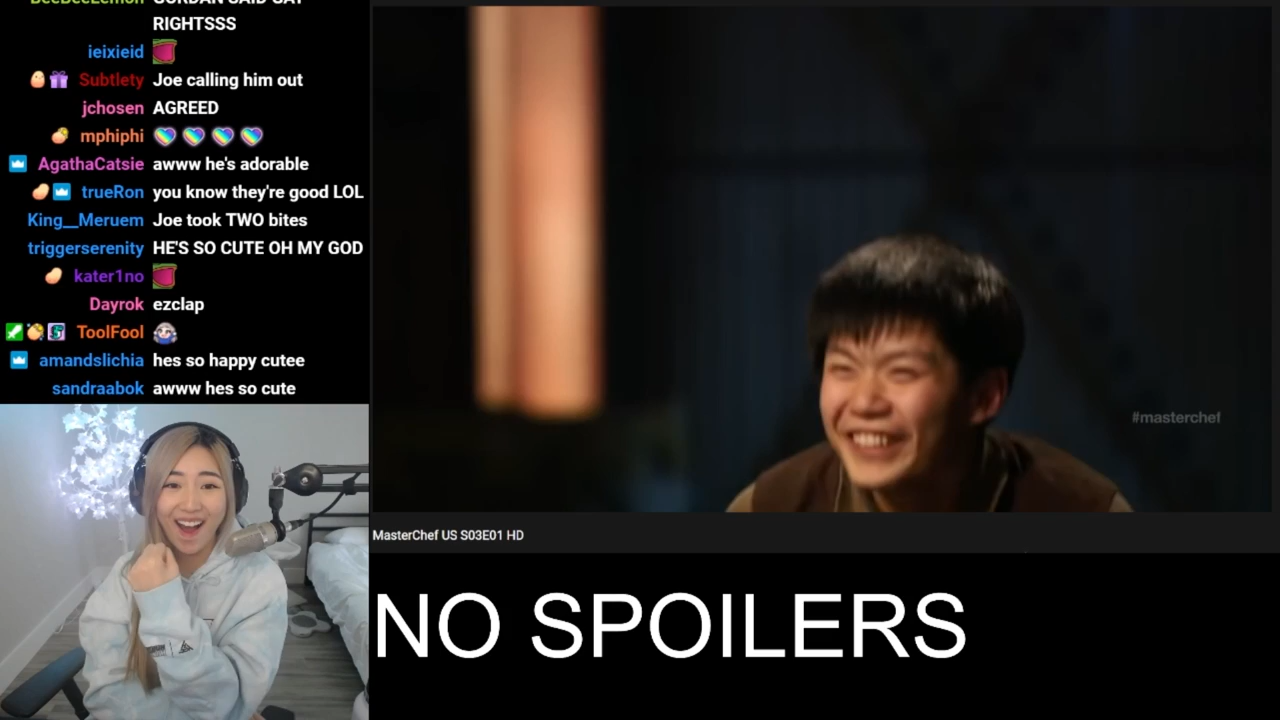 RIGHTSSS
ieixieid
Subtlety Joe calling him out
jchosen AGREED
mphiphi
AgathaCatsie awww he's adorable
trueRon you know they're good LOL
King__Meruem Joe took TWO bites
triggerserenity HE'S SO CUTE OH MY GOD
kater1no
Dayrok ezclap
ToolFool
amandslichia hes so happy cutee
sandraabok awww hes so cute
#masterchef
MasterChef US S03E01 HD
NO SPOILERS